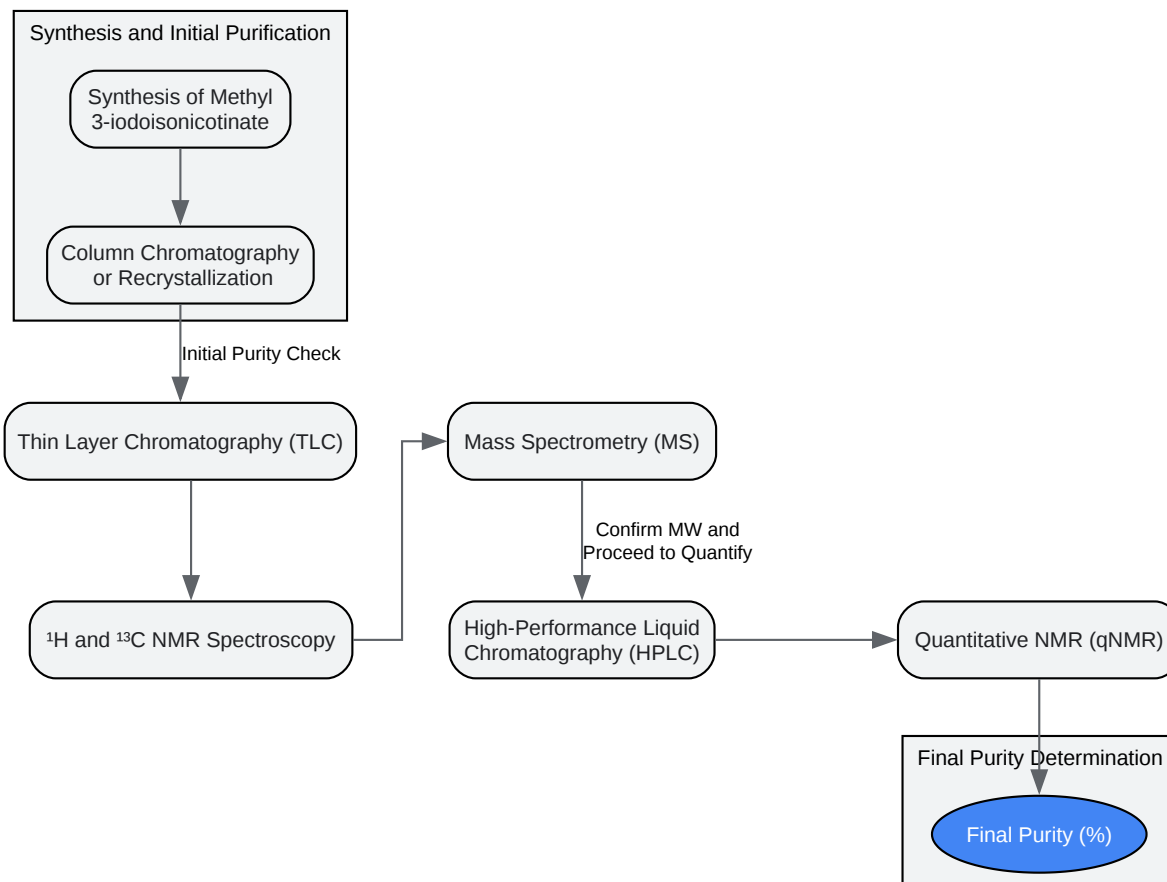 Synthesis and Initial Purification
Synthesis of Methyl
3-iodoisonicotinate
Column Chromatography
or Recrystallization
Initial Purity Check
Thin Layer Chromatography (TLC)
Mass Spectrometry (MS)
Confirm MW and
Proceed to Quantify
¹H and ¹³C NMR Spectroscopy
High-Performance Liquid
Chromatography (HPLC)
Quantitative NMR (qNMR)
Final Purity Determination
Final Purity (%)